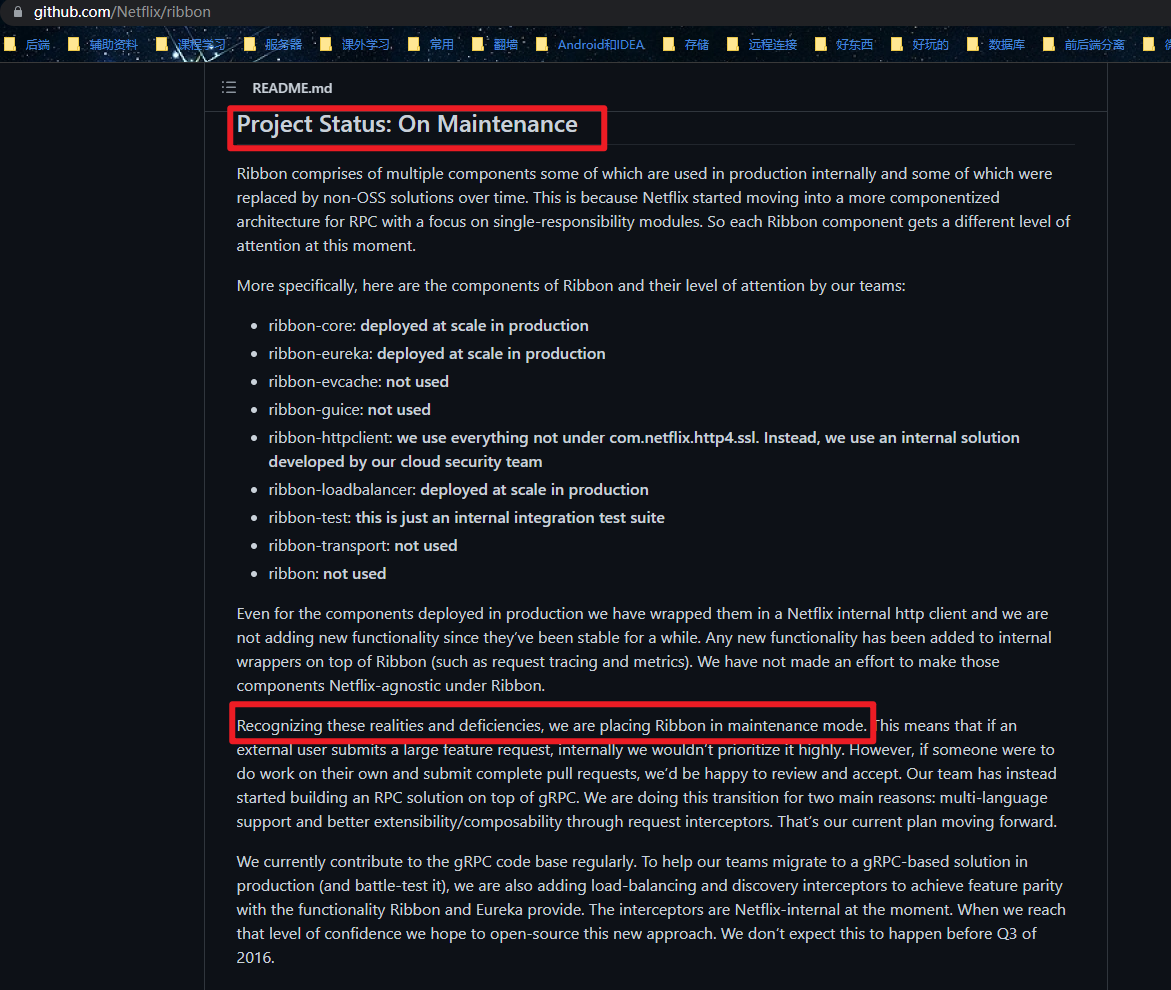 github.com/Netflix/ribbon
后端 辅助资料 课程学习 服务器 课外学习 常用 翻墙 Android和IDEA 存储 远程连接 好东西 好玩的 数据库 前后端分离
README.md
Project Status: On Maintenance
Ribbon comprises of multiple components some of which are used in production internally and some of which were
replaced by non-OSS solutions over time. This is because Netflix started moving into a more componentized
architecture for RPC with a focus on single-responsibility modules. So each Ribbon component gets a different level of
attention at this moment.
More specifically, here are the components of Ribbon and their level of attention by our teams:
• ribbon-core: deployed at scale in production
• ribbon-eureka: deployed at scale in production
• ribbon-evcache: not used
• ribbon-guice: not used
• ribbon-httpclient: we use everything not under com.netflix.http4.ssl. Instead, we use an internal solution
developed by our cloud security team
• ribbon-loadbalancer: deployed at scale in production
• ribbon-test: this is just an internal integration test suite
• ribbon-transport: not used
• ribbon: not used
Even for the components deployed in production we have wrapped them in a Netflix internal http client and we are
not adding new functionality since they’ve been stable for a while. Any new functionality has been added to internal
wrappers on top of Ribbon (such as request tracing and metrics). We have not made an effort to make those
components Netflix-agnostic under Ribbon.
Recognizing these realities and deficiencies, we are placing Ribbon in maintenance mode. This means that if an
external user submits a large feature request, internally we wouldn’t prioritize it highly. However, if someone were to
do work on their own and submit complete pull requests, we’d be happy to review and accept. Our team has instead
started building an RPC solution on top of gRPC. We are doing this transition for two main reasons: multi-language
support and better extensibility/composability through request interceptors. That’s our current plan moving forward.
We currently contribute to the gRPC code base regularly. To help our teams migrate to a gRPC-based solution in
production (and battle-test it), we are also adding load-balancing and discovery interceptors to achieve feature parity
with the functionality Ribbon and Eureka provide. The interceptors are Netflix-internal at the moment. When we reach
that level of confidence we hope to open-source this new approach. We don’t expect this to happen before Q3 of
2016.